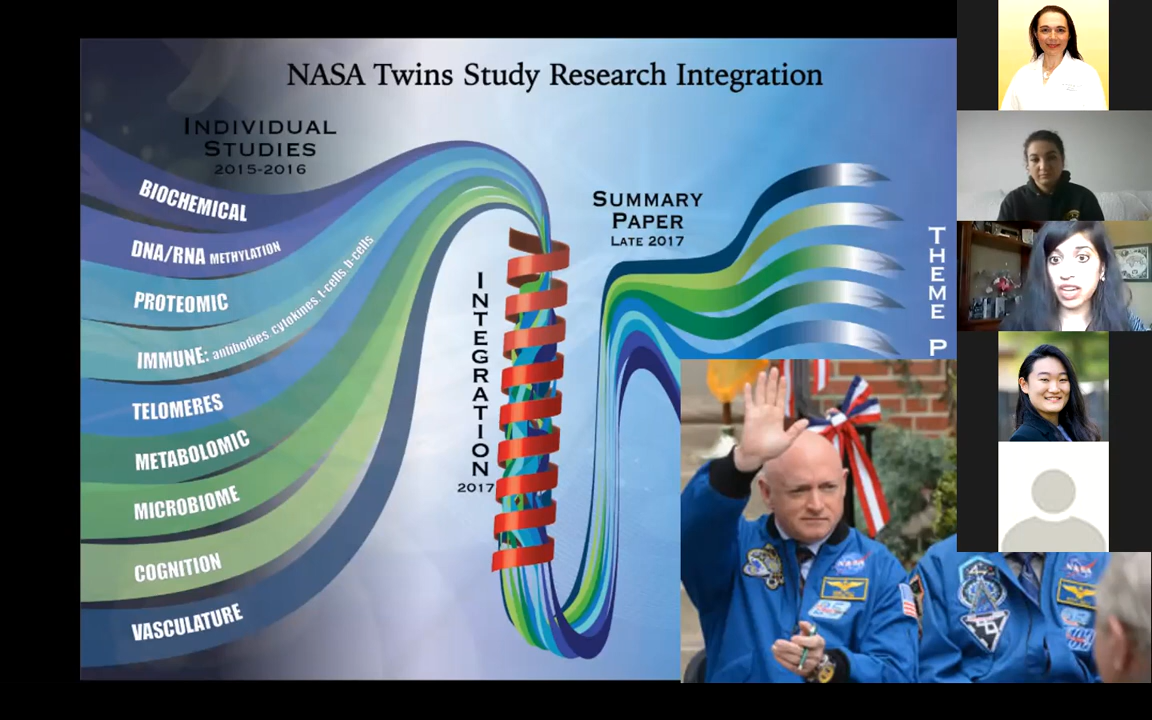 NASA Twins Study Research Integration
INDIVIDUAL
STUDIES
2015-2016
BIOCHEMICAL
DNA/RNA METHYLATION
PROTEOMIC
IMMUNE: antibodies, cytokines, t-cells, b-cells
TELOMERES
METABOLOMIC
MICROBIOME
COGNITION
VASCULATURE
INTEGRATION
2017
SUMMARY
PAPER
LATE 2017
THEME P
NASA
NASA